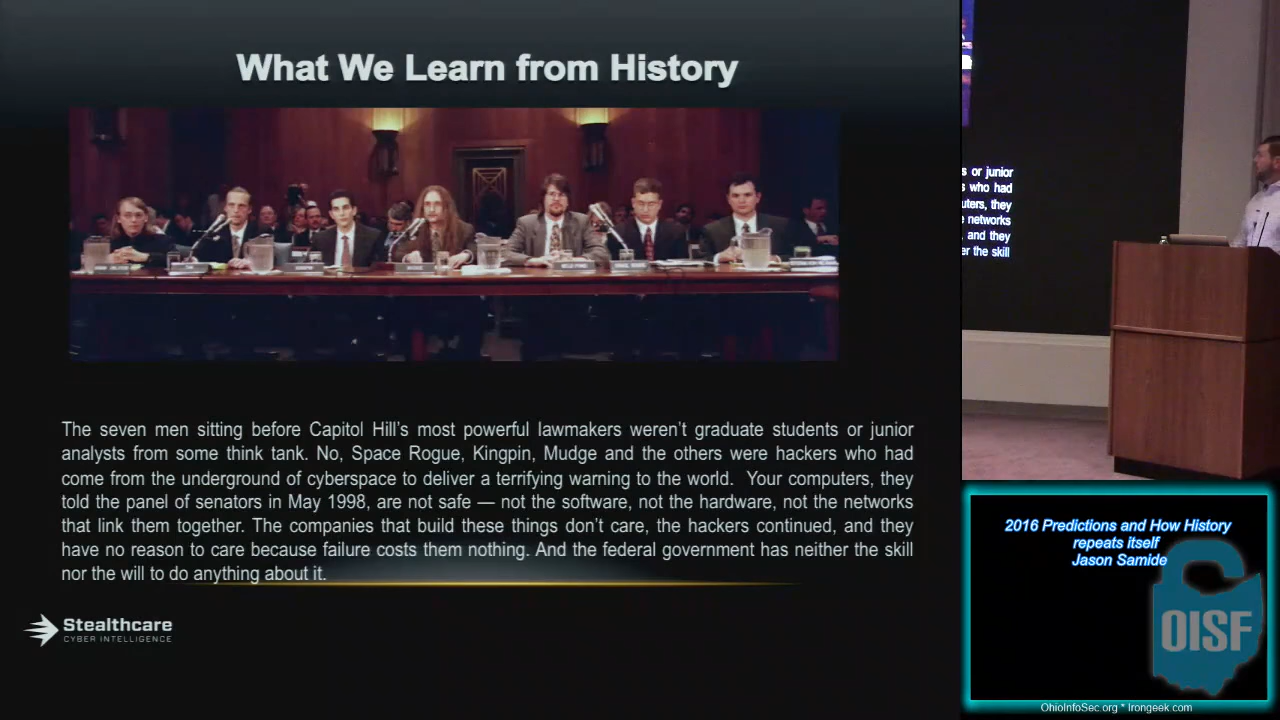 What We Learn from History
The seven men sitting before Capitol Hill's most powerful lawmakers weren't graduate students or junior
analysts from some think tank. No, Space Rogue, Kingpin, Mudge and the others were hackers who had
come from the underground of cyberspace to deliver a terrifying warning to the world. Your computers, they
told the panel of senators in May 1998, are not safe — not the software, not the hardware, not the networks
that link them together. The companies that build these things don't care, the hackers continued, and they
have no reason to care because failure costs them nothing. And the federal government has neither the skill
nor the will to do anything about it.
Stealthcare
CYBER INTELLIGENCE
s or junior
s who had
uters, they
e networks
, and they
er the skill
2016 Predictions and How History
repeats itself
Jason Samide
OISF
OhioInfoSec.org * Irongeek.com